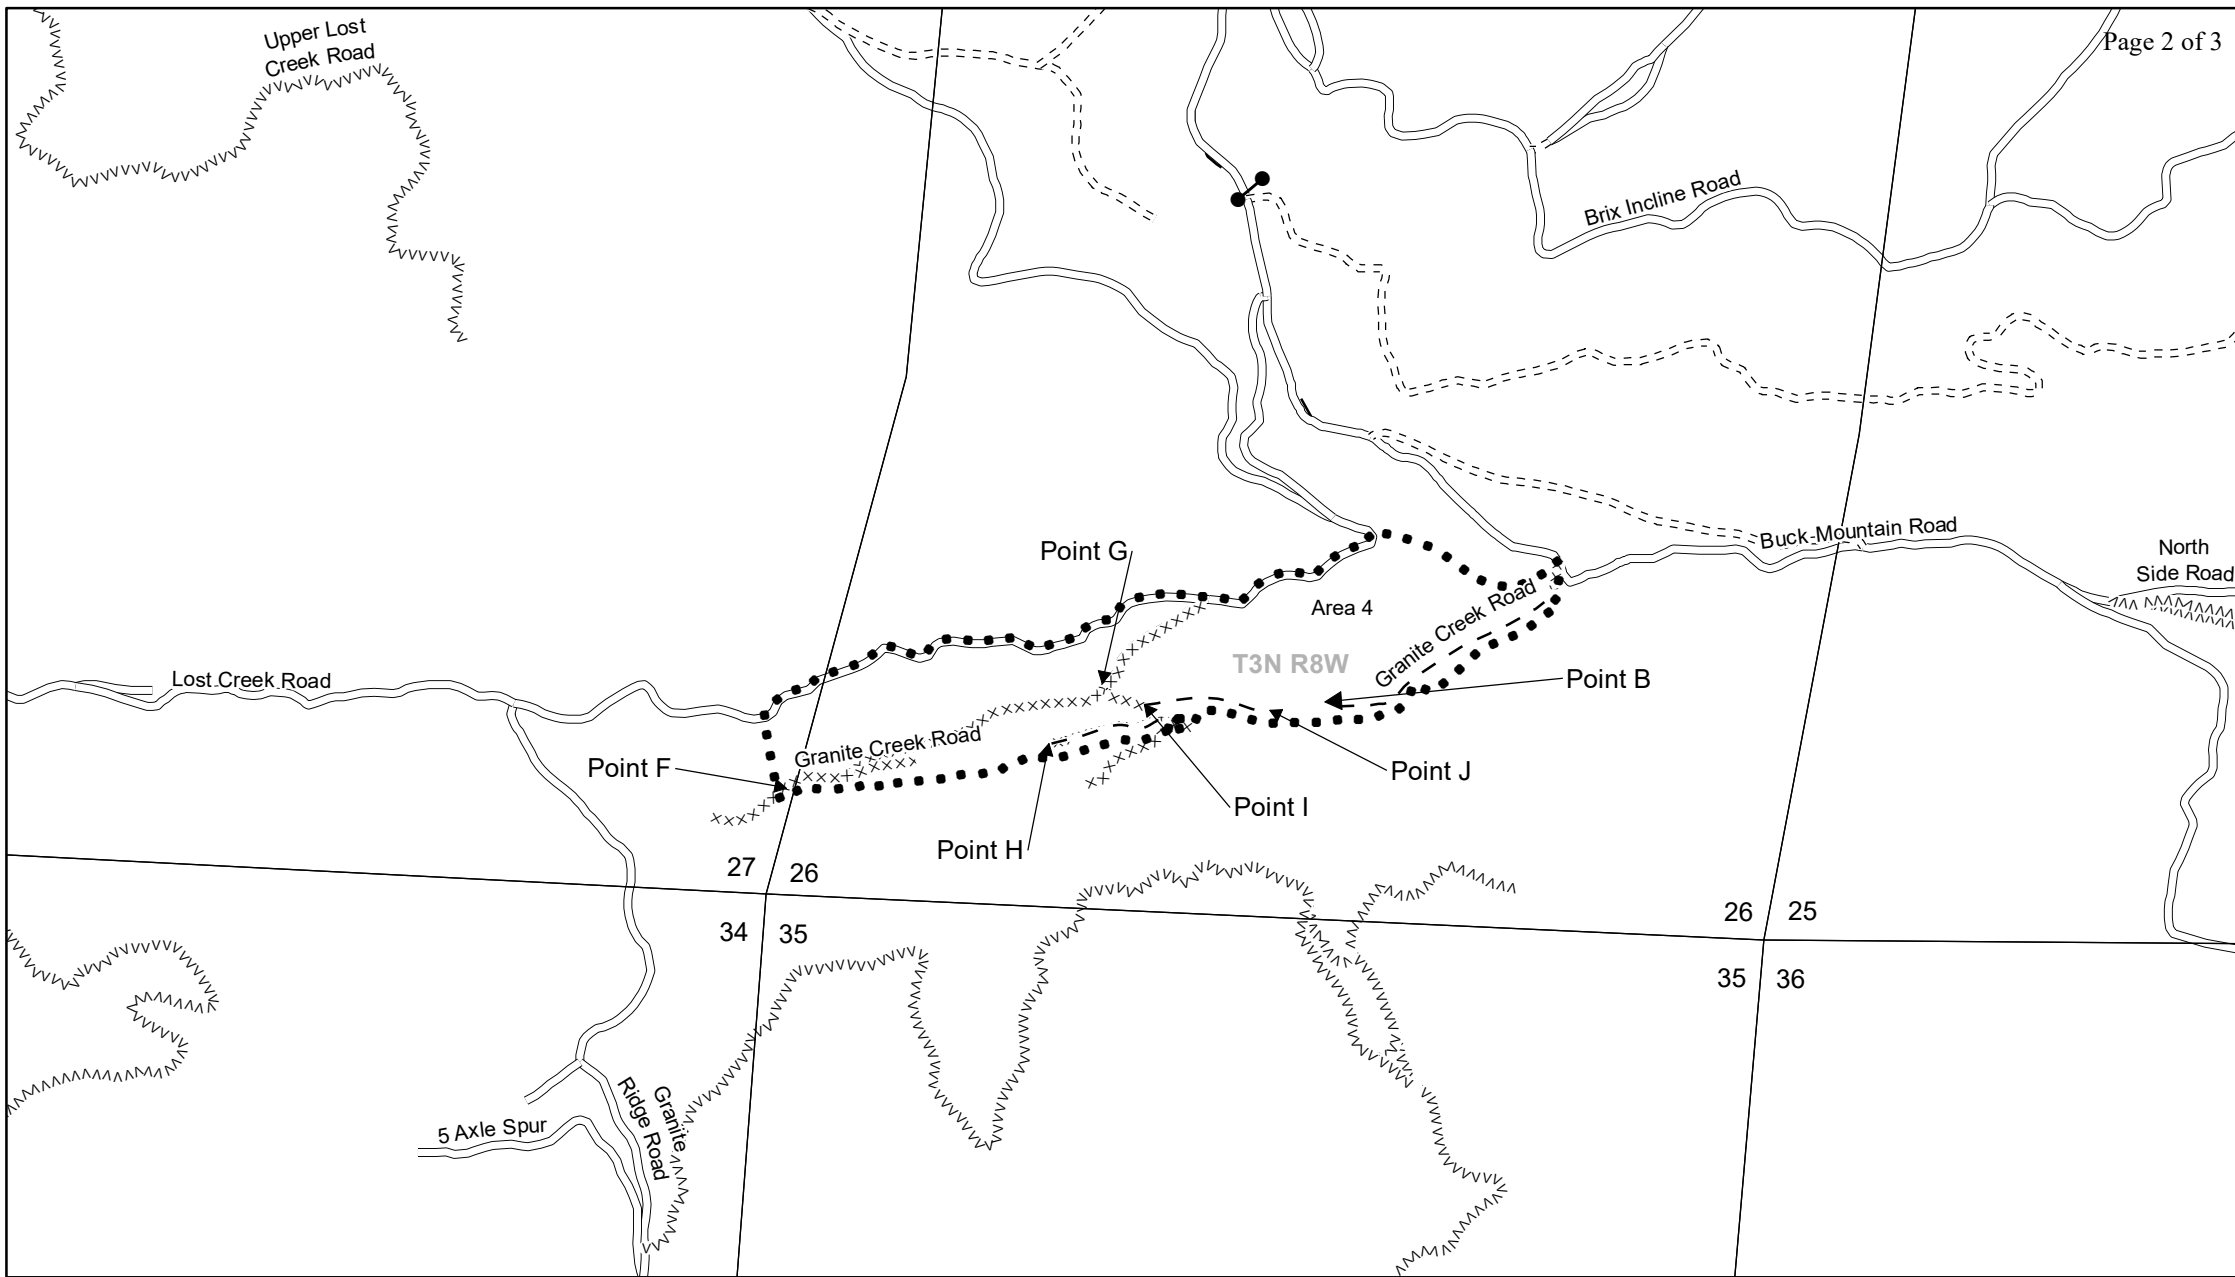 Upper Lost
Creek Road
Page 2 of 3
Brix Incline Road
Buck Mountain Road
North
Side Road
Point G
Area 4
Granite Creek Road
T3N R8W
Lost Creek Road
Point B
Granite Creek Road
Point F
Point J
Point I
Point H
27 26
34 35
26 25
35 36
Granite
Ridge Road
5 Axle Spur